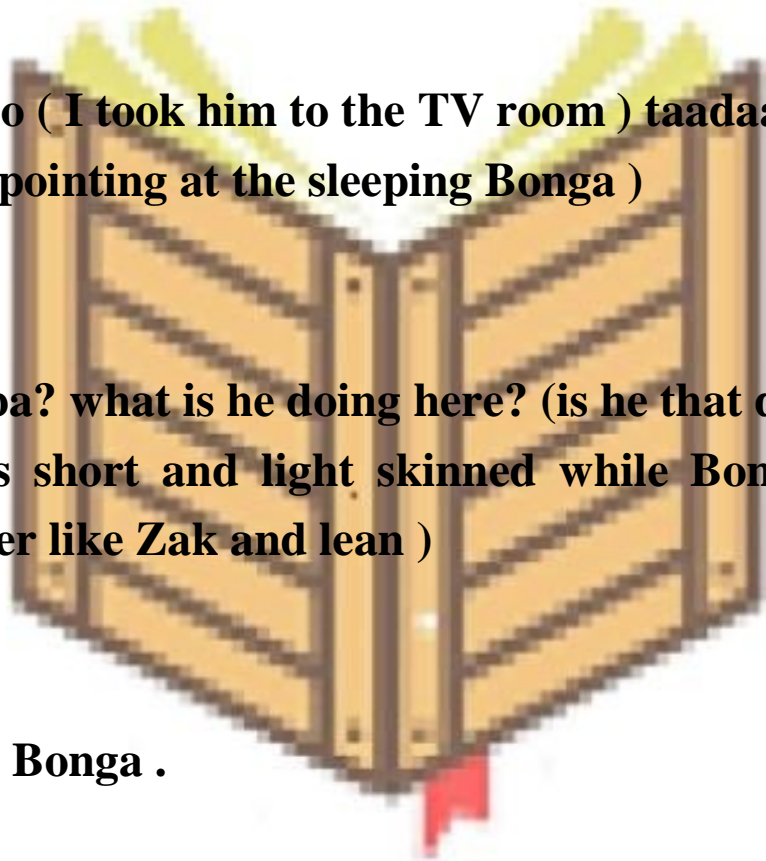 o ( I took him to the TV room ) taadaa
pointing at the sleeping Bonga )
pa? what is he doing here? (is he that
s short and light skinned while Bon
er like Zak and lean )
Bonga .